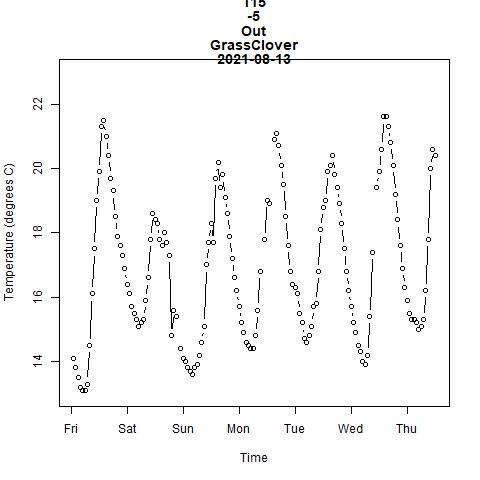 T15
-5
Out
GrassClover
2021-08-13
Temperature (degrees C)
22
20
18
16
14
Fri Sat Sun Mon Tue Wed Thu
Time